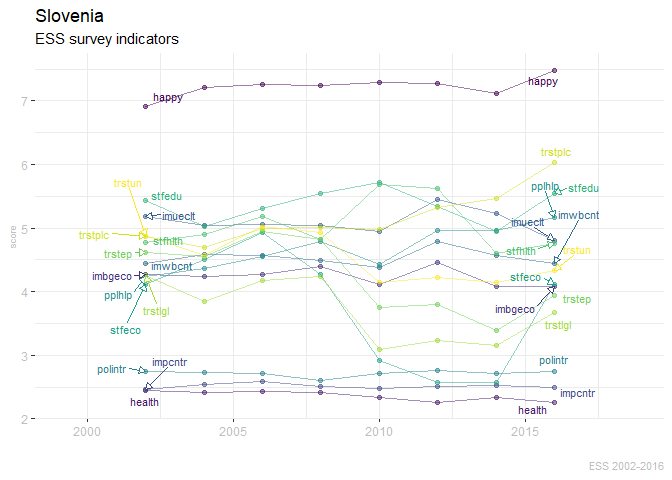 Slovenia
ESS survey indicators
score
7
6
5
4
3
2
2000
2005
2010
2015
happy
happy
trstun
stfedu
imueclt
trstplc
stfhlth
trstep
imwbcnt
imbgeco
pplhlp
trstlgl
stfeco
polintr
impcntr
health
trstplc
pplhlp
stfedu
imwbcnt
imueclt
stfhlth
trstun
stfeco
trstep
imbgeco
trstlgl
polintr
impcntr
health
ESS 2002-2016